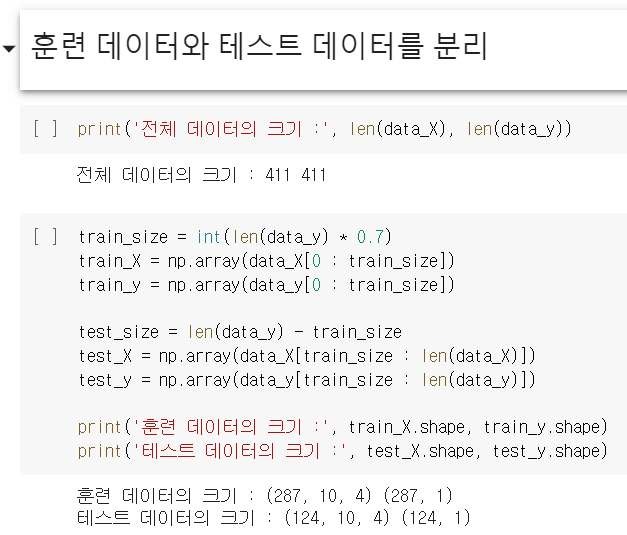 훈련 데이터와 테스트 데이터를 분리
[ ] print('전체 데이터의 크기 :', len(data_X), len(data_y))
전체 데이터의 크기 : 411 411
[ ] train_size = int(len(data_y) * 0.7)
train_X = np.array(data_X[0 : train_size])
train_y = np.array(data_y[0 : train_size])
test_size = len(data_y) - train_size
test_X = np.array(data_X[train_size : len(data_X)])
test_y = np.array(data_y[train_size : len(data_y)])
print('훈련 데이터의 크기 :', train_X.shape, train_y.shape)
print('테스트 데이터의 크기 :', test_X.shape, test_y.shape)
훈련 데이터의 크기 : (287, 10, 4) (287, 1)
테스트 데이터의 크기 : (124, 10, 4) (124, 1)